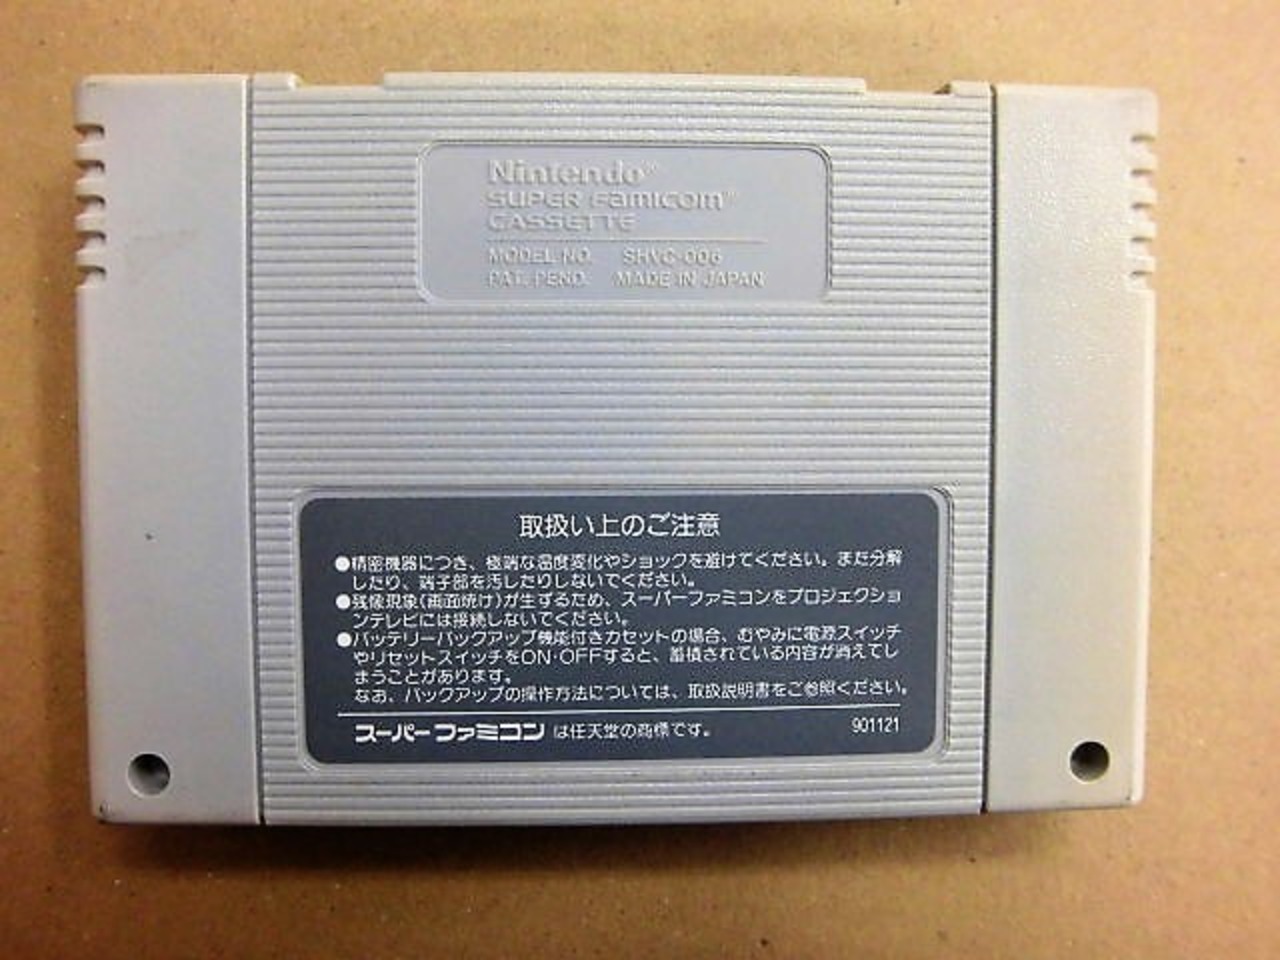 Nintendo®
SUPER FAMICOM™
CASSETTE
MODEL NO. SHVC-006
PAT. PEND. MADE IN JAPAN
取扱い上のご注意
●精密機器につき、極端な温度変化やショックを避けてください。また分解
したり、端子部を汚したりしないでください。
●残像現象(画面焼け)が生ずるため、スーパーファミコンをプロジェクショ
ンテレビには接続しないでください。
●バッテリーバックアップ機能付きカセットの場合、むやみに電源スイッチ
やリセットスイッチをON・OFFすると、蓄積されている内容が消えてし
まうことがあります。
なお、バックアップの操作方法については、取扱説明書をご参照ください。
スーパーファミコン は任天堂の商標です。 901121